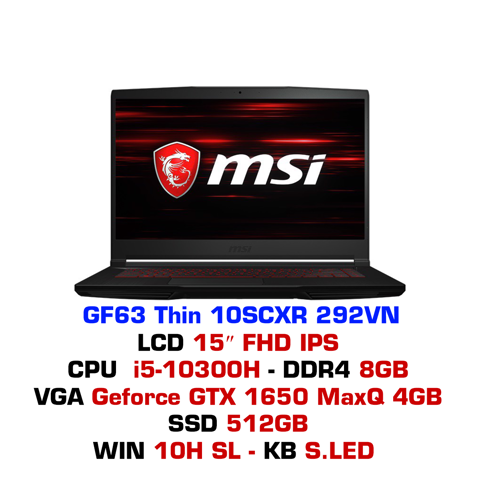 msi
msi
GF63 Thin 10SCXR 292VN
LCD 15″ FHD IPS
CPU i5-10300H - DDR4 8GB
VGA Geforce GTX 1650 MaxQ 4GB
SSD 512GB
WIN 10H SL - KB S.LED